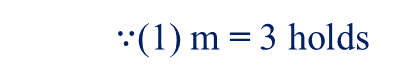 ∵(1) m = 3 holds